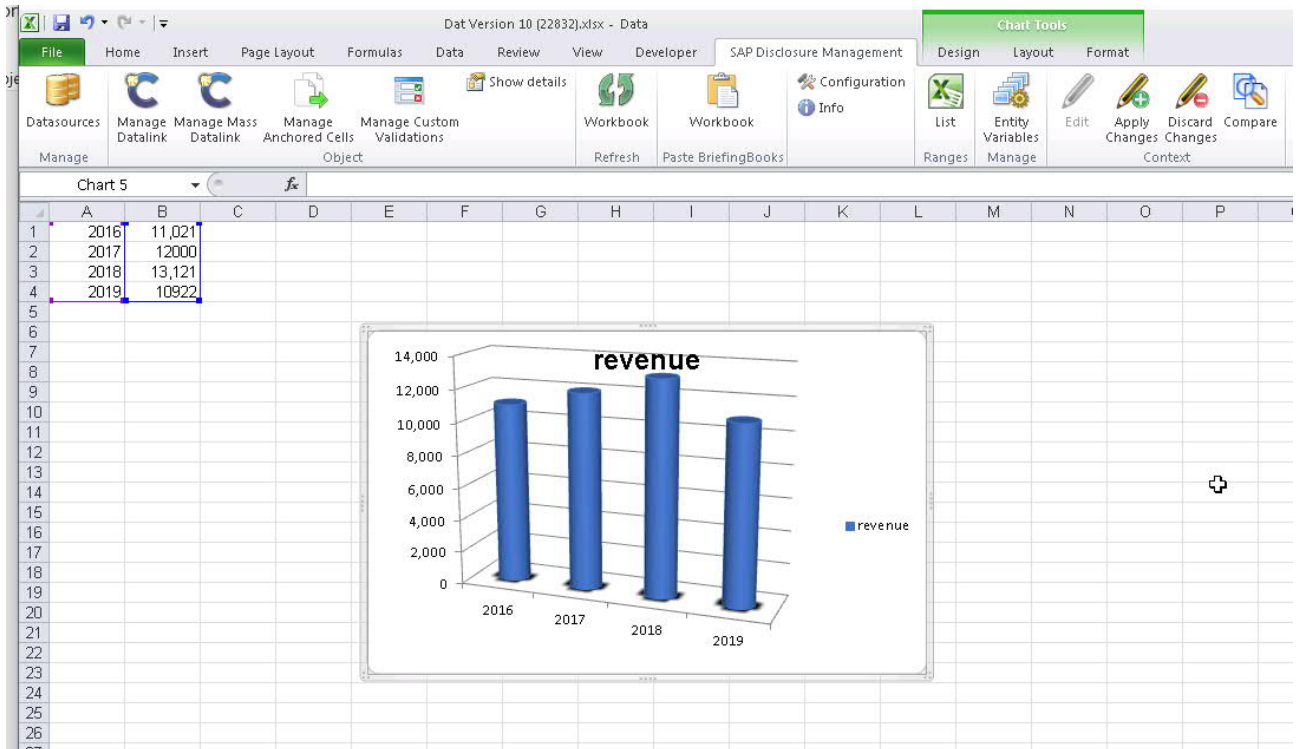 Dat Version 10 (22832).xlsx - Data
Chart Tools
File Home Insert Page Layout Formulas Data Review View Developer SAP Disclosure Management Design Layout Format
Datasources
Manage Datalink
Manage Mass Datalink
Manage Anchored Cells
Manage Custom Validations
Show details
Workbook
Workbook
Configuration
Info
List
Entity Variables
Edit
Apply Changes
Discard Changes
Compare
Manage Object Refresh Paste BriefingBooks Ranges Manage Context
Chart 5 fx
A B C D E F G H I J K L M N O P
1 2016 11,021
2 2017 12000
3 2018 13,121
4 2019 10922
5
6
7
8
9
10
11
12
13
14
15
16
17
18
19
20
21
22
23
24
25
26
revenue
14,000
12,000
10,000
8,000
6,000
4,000
2,000
0
2016
2017
2018
2019
revenue